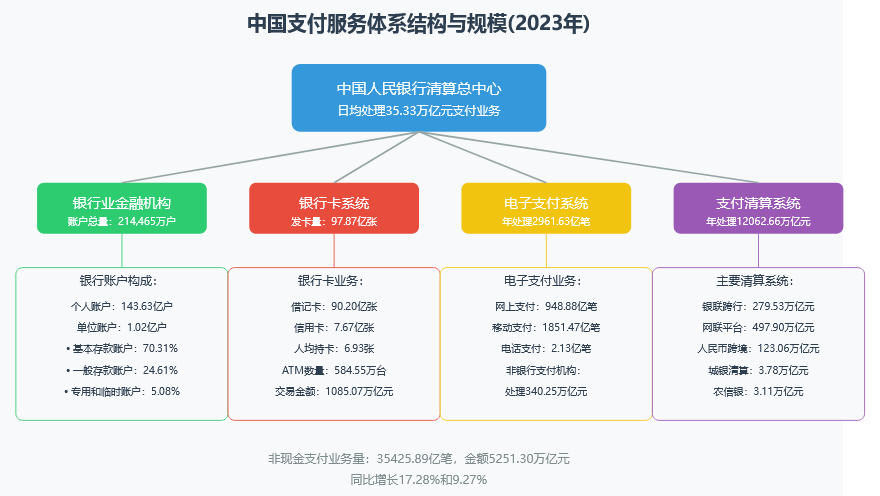 中国支付服务体系结构与规模(2023年)
中国人民银行清算总中心
日均处理35.33万亿元支付业务
银行业金融机构
账户总量：214,465万户
银行卡系统
发卡量：97.87亿张
电子支付系统
年处理2961.63亿笔
支付清算系统
年处理12062.66万亿元
银行账户构成：
个人账户：143.63亿户
单位账户：1.02亿户
• 基本存款账户：70.31%
• 一般存款账户：24.61%
• 专用和临时账户：5.08%
银行卡业务：
借记卡：90.20亿张
信用卡：7.67亿张
人均持卡：6.93张
ATM数量：584.55万台
交易金额：1085.07万亿元
电子支付业务：
网上支付：948.88亿笔
移动支付：1851.47亿笔
电话支付：2.13亿笔
非银行支付机构：
处理340.25万亿元
主要清算系统：
银联跨行：279.53万亿元
网联平台：497.90万亿元
人民币跨境：123.06万亿元
城银清算：3.78万亿元
农信银：3.11万亿元
非现金支付业务量：35425.89亿笔，金额5251.30万亿元
同比增长17.28%和9.27%